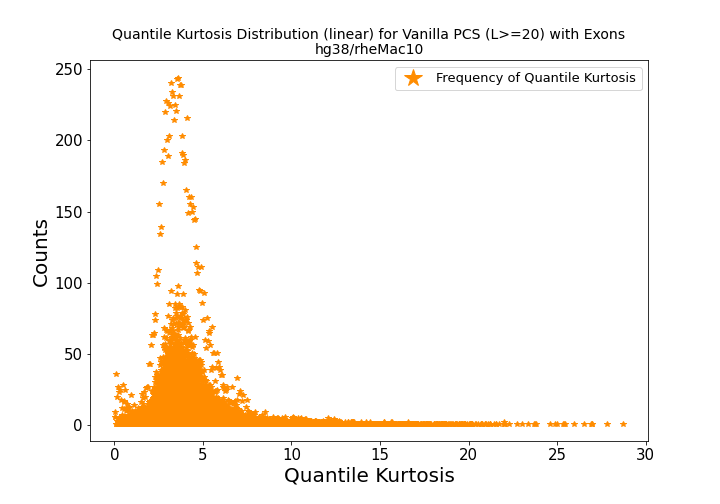 Quantile Kurtosis Distribution (linear) for Vanilla PCS (L>=20) with Exons
hg38/rheMac10
Frequency of Quantile Kurtosis
250
200
150
100
50
0
Counts
0 5 10 15 20 25 30
Quantile Kurtosis